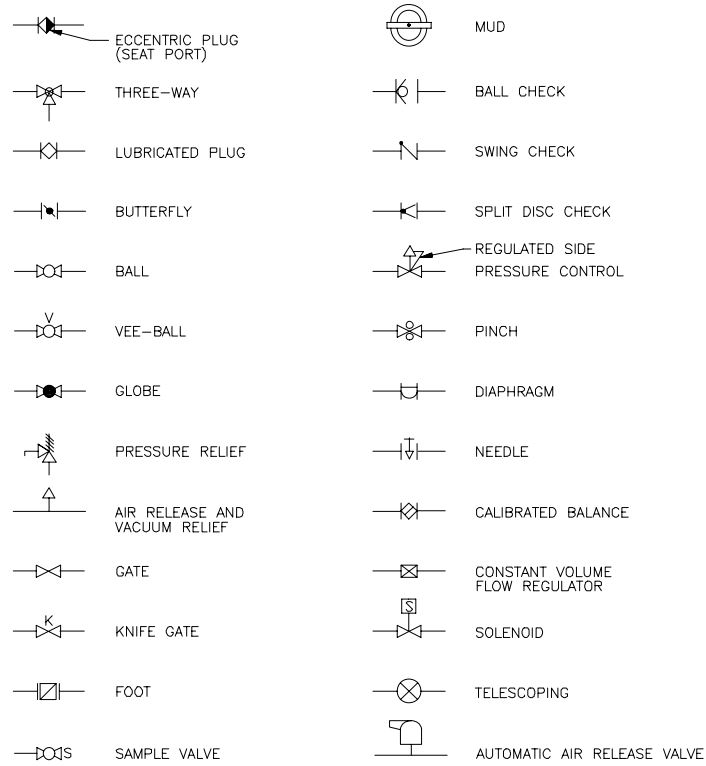 ECCENTRIC PLUG
(SEAT PORT)
THREE-WAY
LUBRICATED PLUG
BUTTERFLY
BALL
V
VEE-BALL
GLOBE
PRESSURE RELIEF
AIR RELEASE AND
VACUUM RELIEF
GATE
K
KNIFE GATE
FOOT
S
SAMPLE VALVE
MUD
BALL CHECK
SWING CHECK
SPLIT DISC CHECK
REGULATED SIDE
PRESSURE CONTROL
PINCH
DIAPHRAGM
NEEDLE
CALIBRATED BALANCE
CONSTANT VOLUME
FLOW REGULATOR
S
SOLENOID
TELESCOPING
AUTOMATIC AIR RELEASE VALVE